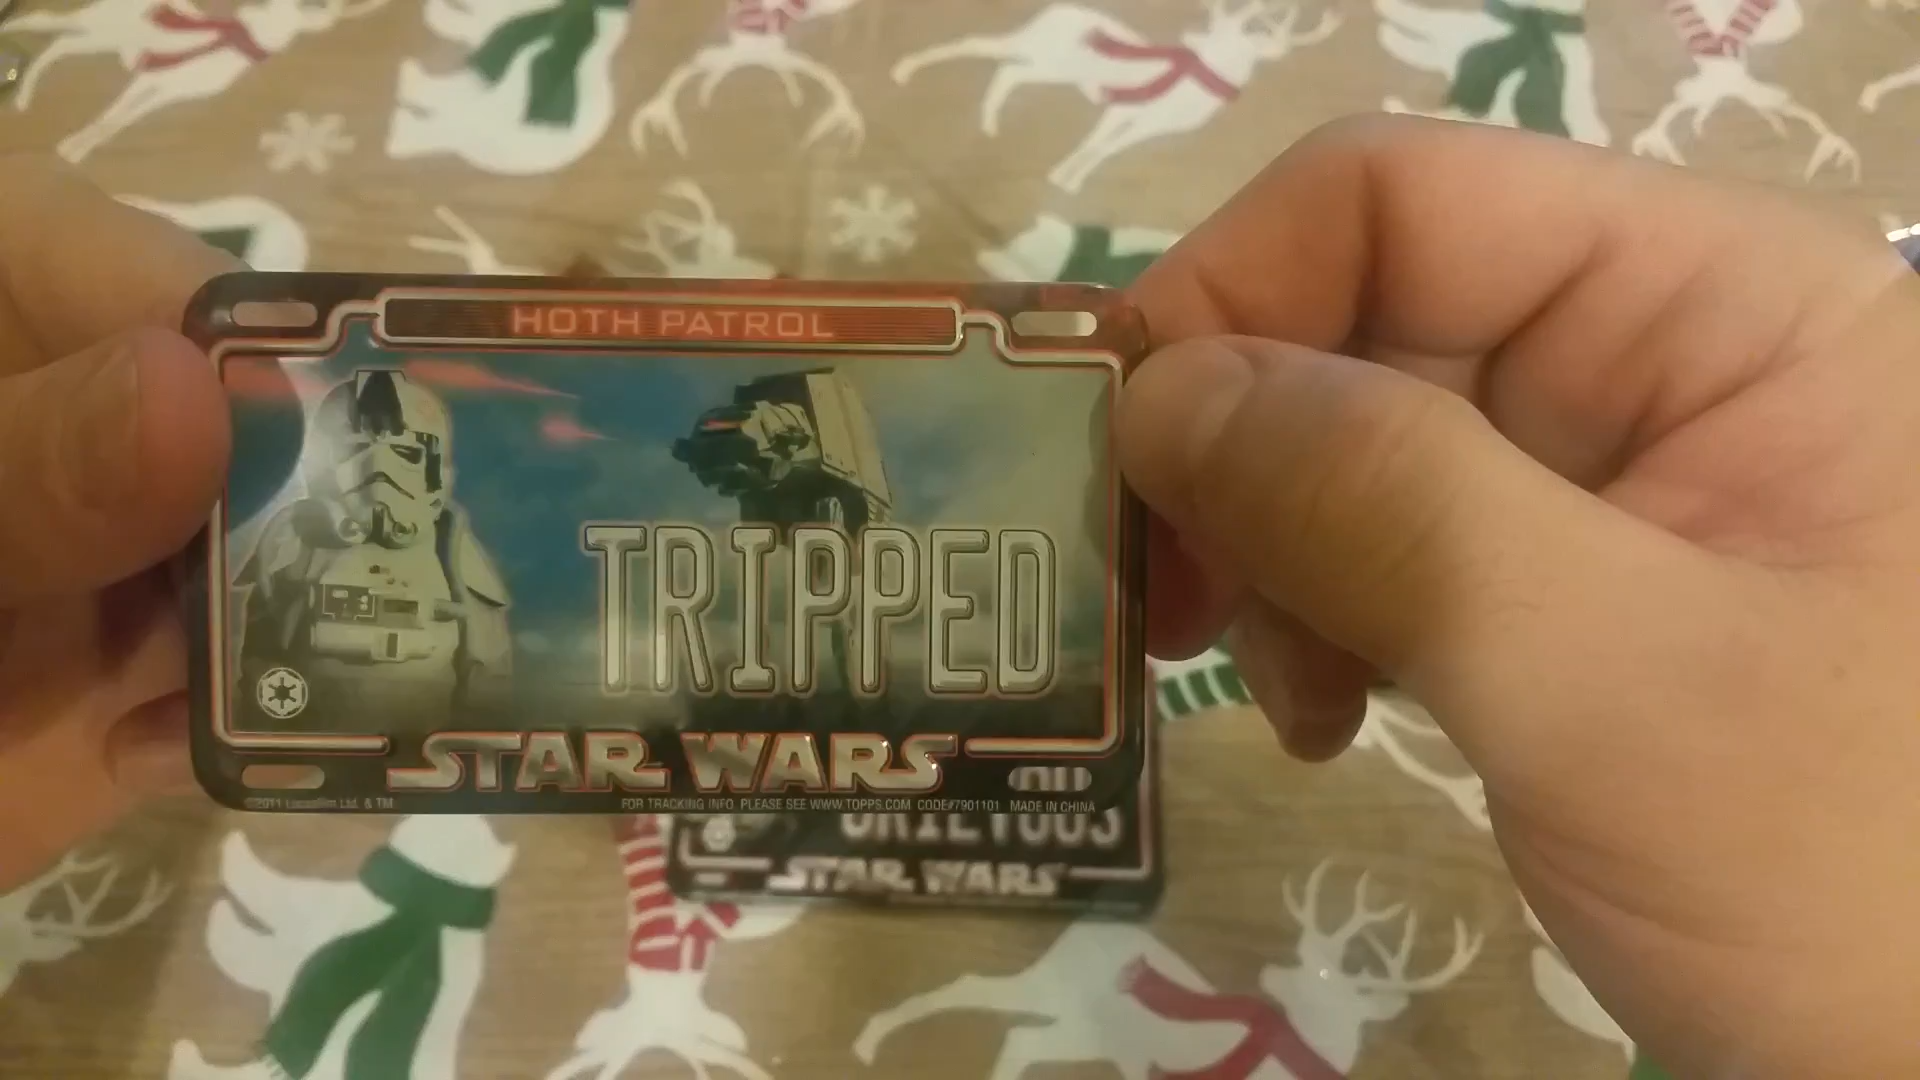 HOTH PATROL
TRIPPED
STAR WARS
©2011 Lucasfilm Ltd. & TM
FOR TRACKING INFO PLEASE SEE WWW.TOPPS.COM CODE#7901101 MADE IN CHINA
GRIEVOUS
STAR WARS